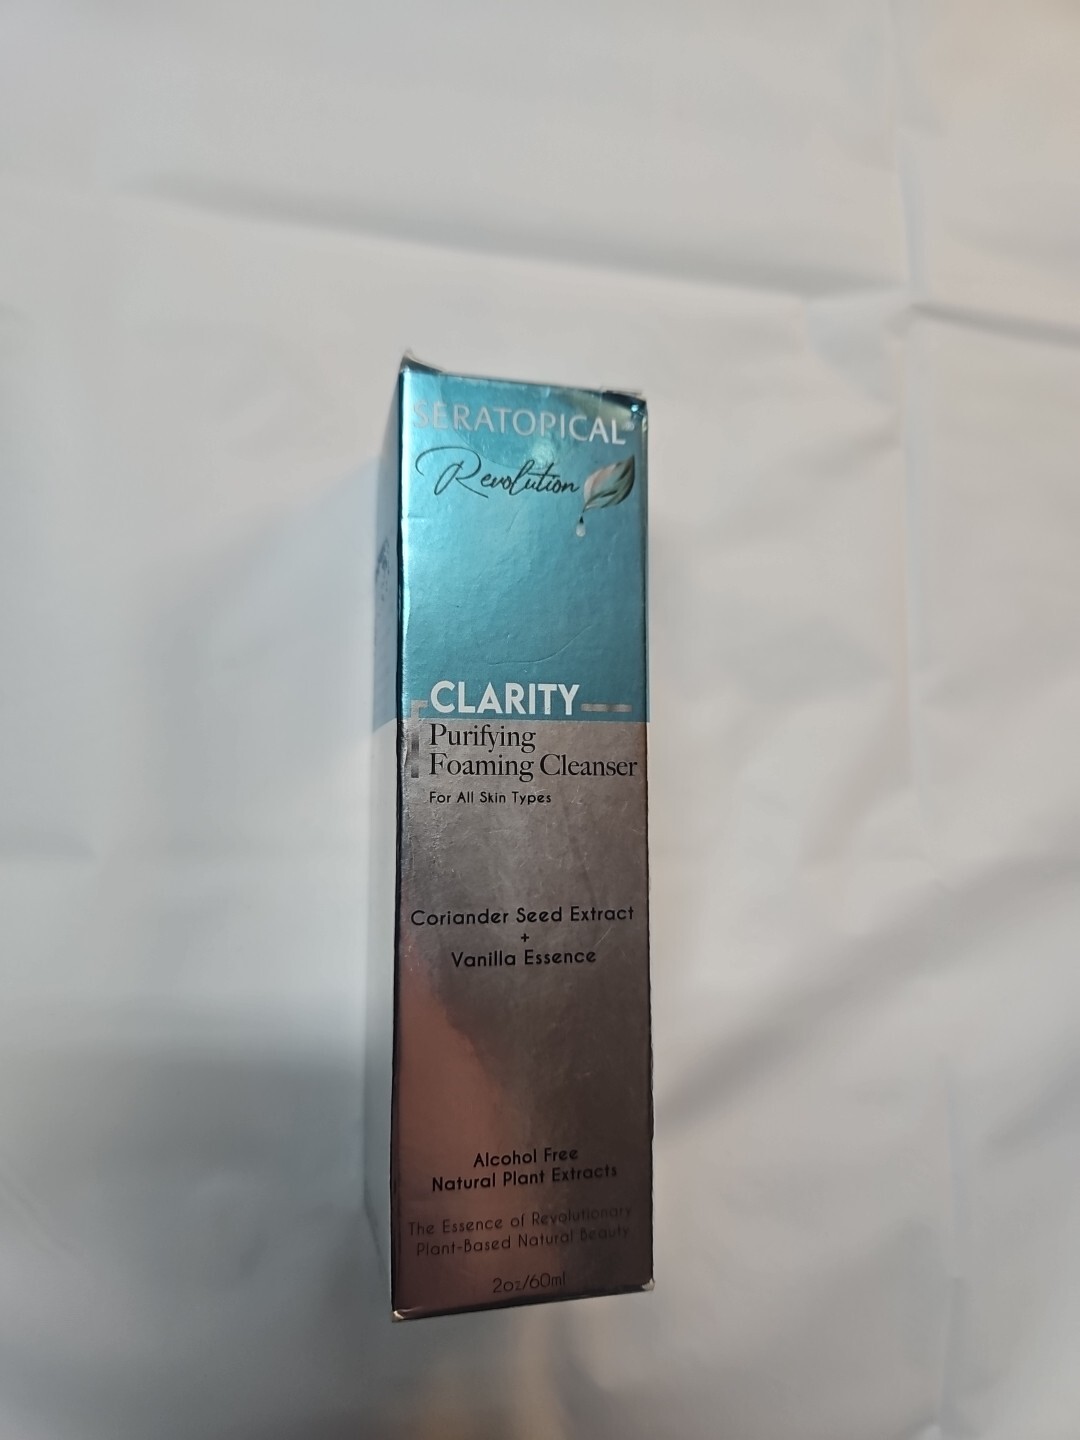 SERATOPICAL
Revolution
CLARITY
Purifying
Foaming Cleanser
For All Skin Types
Coriander Seed Extract
+
Vanilla Essence
Alcohol Free
Natural Plant Extracts
The Essence of Revolutionary
Plant-Based Natural Beauty
2oz/60ml